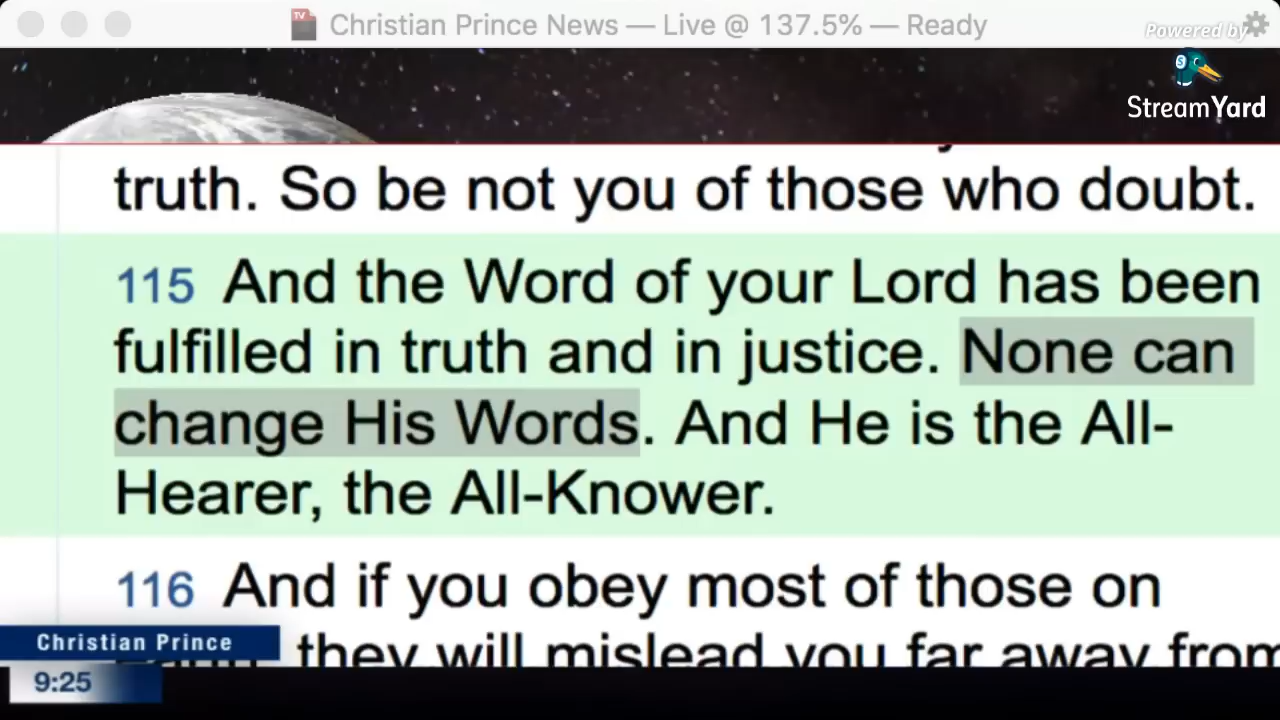 Christian Prince News — Live @ 137.5% — Ready
Powered by
StreamYard
truth. So be not you of those who doubt.
115 And the Word of your Lord has been
fulfilled in truth and in justice. None can
change His Words. And He is the All-
Hearer, the All-Knower.
116 And if you obey most of those on
they will mislead you far away from
Christian Prince
9:25